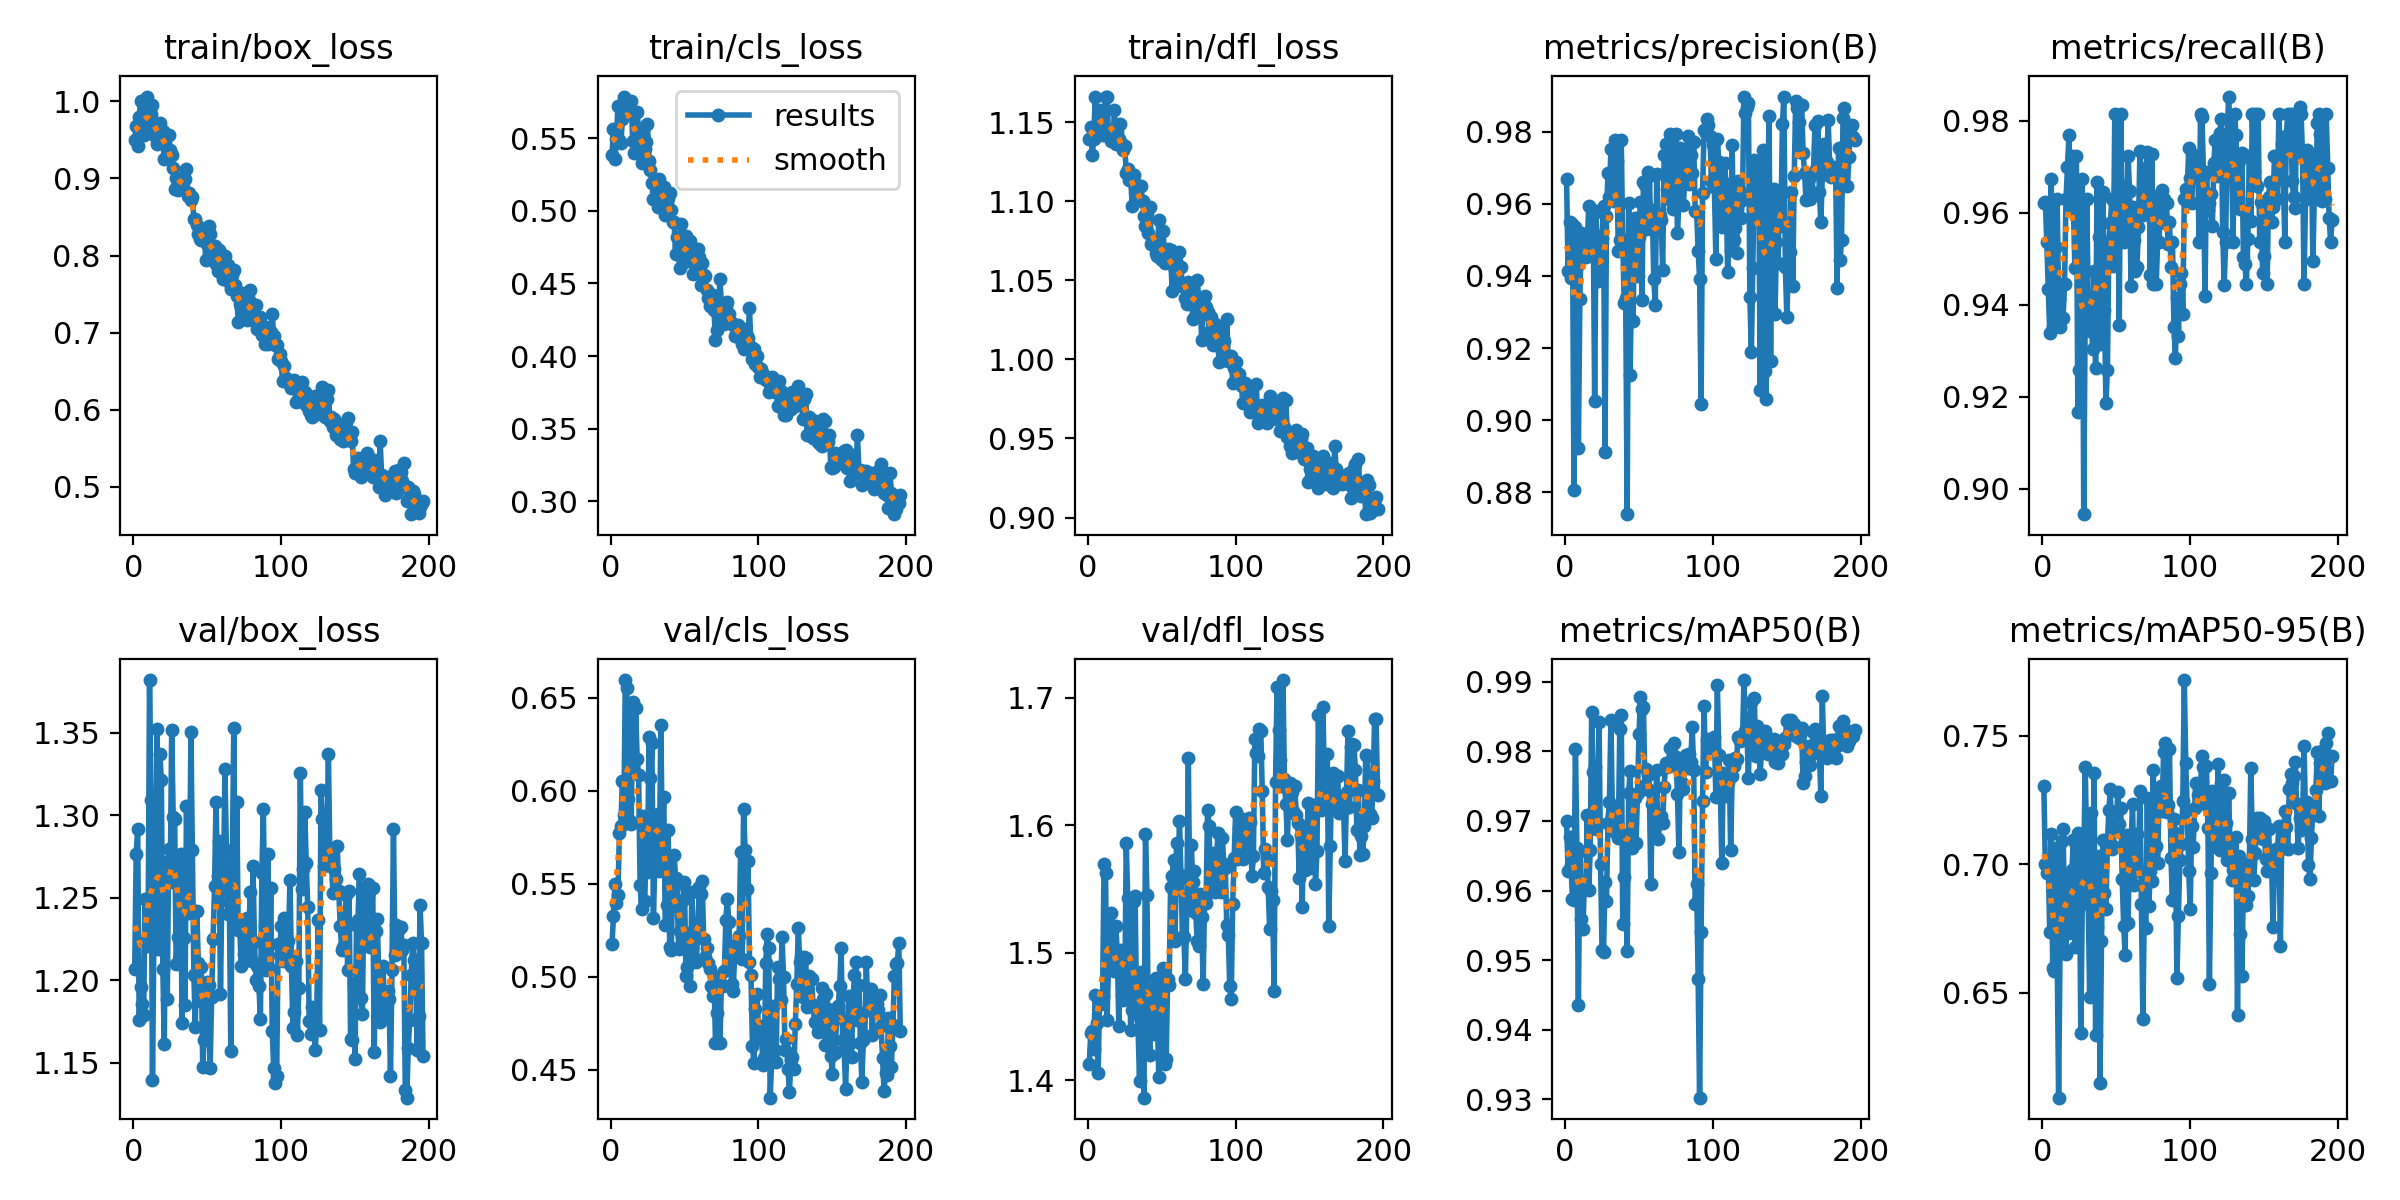 train/box_loss
1.0
0.9
0.8
0.7
0.6
0.5
0 100 200
train/cls_loss
results
smooth
0.55
0.50
0.45
0.40
0.35
0.30
0 100 200
train/dfl_loss
1.15
1.10
1.05
1.00
0.95
0.90
0 100 200
metrics/precision(B)
0.98
0.96
0.94
0.92
0.90
0.88
0 100 200
metrics/recall(B)
0.98
0.96
0.94
0.92
0.90
0 100 200
val/box_loss
1.35
1.30
1.25
1.20
1.15
0 100 200
val/cls_loss
0.65
0.60
0.55
0.50
0.45
0 100 200
val/dfl_loss
1.7
1.6
1.5
1.4
0 100 200
metrics/mAP50(B)
0.99
0.98
0.97
0.96
0.95
0.94
0.93
0 100 200
metrics/mAP50-95(B)
0.75
0.70
0.65
0 100 200